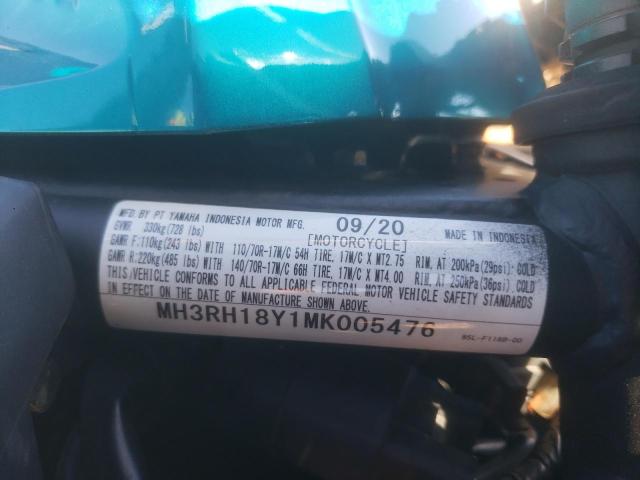 MFD. BY PT YAMAHA INDONESIA MOTOR MFG. 09/20 MADE IN INDONESIA
GVWR 330kg(728 lbs) [MOTORCYCLE]
GAWR F:110kg(243 lbs)WITH 110/70R-17M/C 54H TIRE, 17M/C X MT2.75 RIM, AT 200kPa(29psi):COLD
GAWR R:220kg(485 lbs)WITH 140/70R-17M/C 66H TIRE, 17M/C X MT4.00 RIM, AT 250kPa(36psi):COLD
THIS VEHICLE CONFORMS TO ALL APPLICABLE FEDERAL MOTOR VEHICLE SAFETY STANDARDS
IN EFFECT ON THE DATE OF MANUFACTURE SHOWN ABOVE.
MH3RH18Y1MK005476